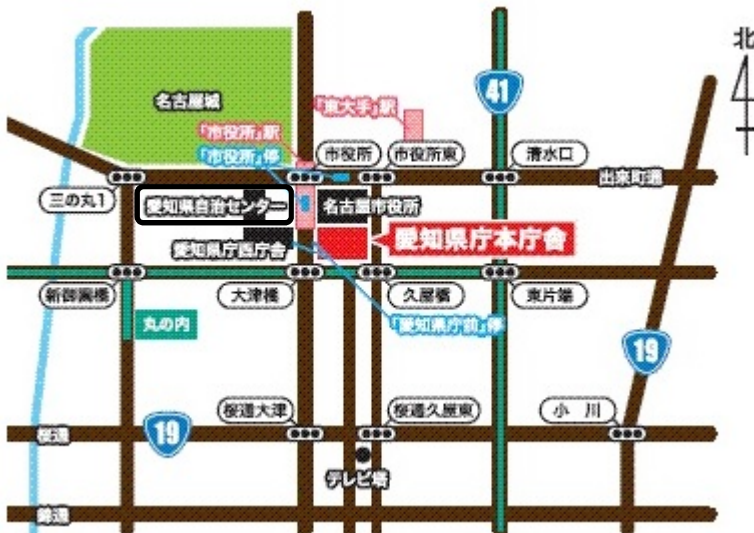 北
名古屋城
「東大手」駅
41
「市役所」駅
「市役所」停
市役所
市役所東
清水口
出来町通
三の丸1
愛知県自治センター
名古屋市役所
愛知県庁西庁舎
愛知県庁本庁舎
新御園橋
大津橋
久屋橋
東片端
丸の内
「愛知県庁前」停
19
19
桜通大津
桜通久屋東
小川
桜通
テレビ塔
錦通